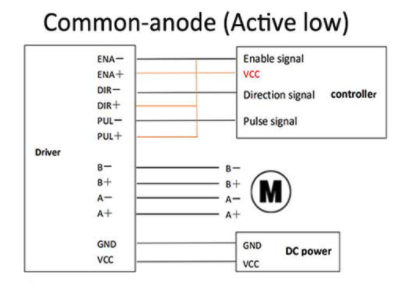 Common-anode (Active low)
ENA−
ENA+
DIR−
DIR+
PUL−
PUL+
Driver
B−
B+
A−
A+
GND
VCC
Enable signal
VCC
Direction signal
controller
Pulse signal
B−
B+
A−
A+
M
GND
VCC
DC power